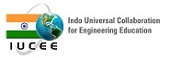 Indo Universal Collaboration
for Engineering Education
IUCEE